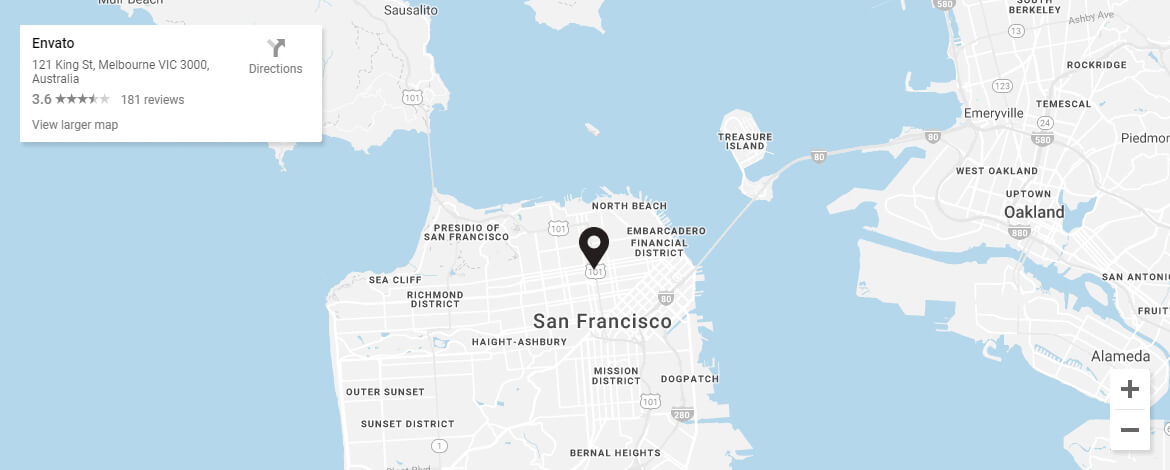 Muir Beach
Sausalito
580
SOUTH
BERKELEY
Ashby Ave
Envato
Directions
121 King St, Melbourne VIC 3000,
Australia
3.6 181 reviews
View larger map
101
ROCKRIDGE
123
TEMESCAL
Emeryville
24
580
Piedmon
TREASURE
ISLAND
80
80
WEST OAKLAND
UPTOWN
Oakland
880
NORTH BEACH
101
PRESIDIO OF
SAN FRANCISCO
EMBARCADERO
FINANCIAL
DISTRICT
101
SEA CLIFF
RICHMOND
DISTRICT
80
SAN ANTONIO
FRUIT
San Francisco
HAIGHT-ASHBURY
Alameda
MISSION
DISTRICT
DOGPATCH
OUTER SUNSET
101
280
SUNSET DISTRICT
1
BERNAL HEIGHTS